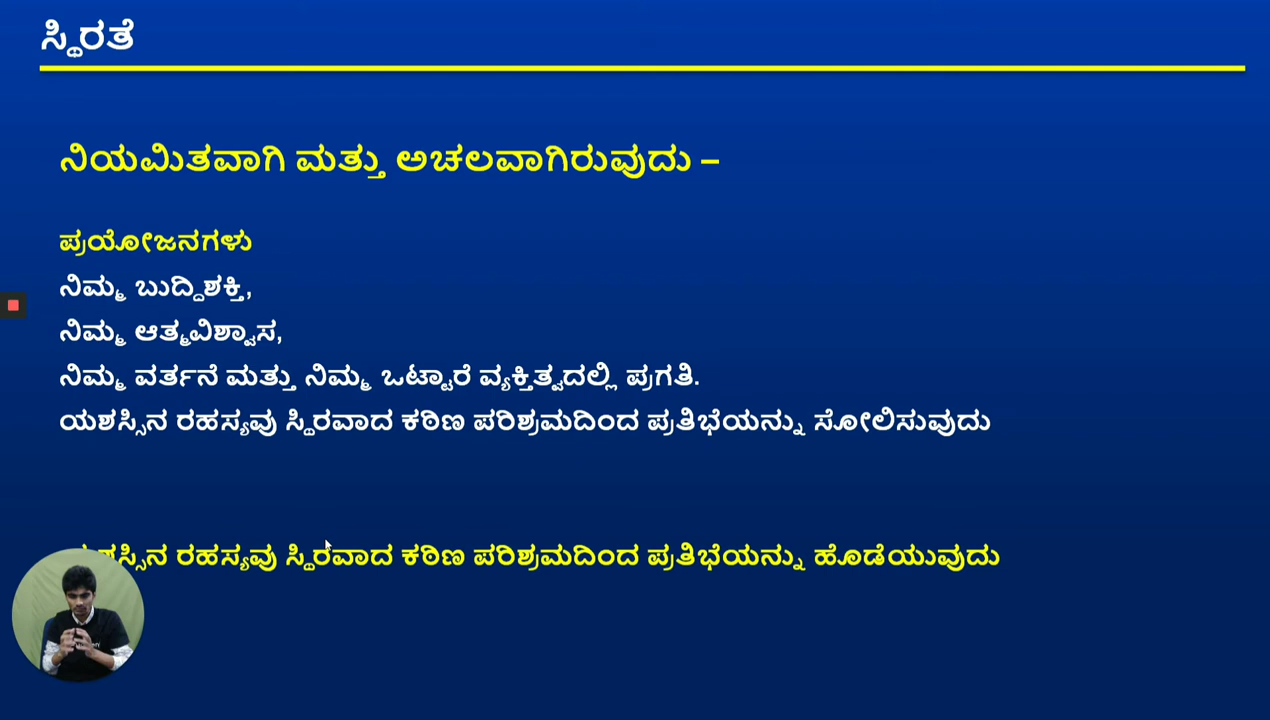 ಸ್ಥಿರತೆ
ನಿಯಮಿತವಾಗಿ ಮತ್ತು ಅಚಲವಾಗಿರುವುದು –
ಪ್ರಯೋಜನಗಳು
ನಿಮ್ಮ ಬುದ್ದಿಶಕ್ತಿ,
ನಿಮ್ಮ ಆತ್ಮವಿಶ್ವಾಸ,
ನಿಮ್ಮ ವರ್ತನೆ ಮತ್ತು ನಿಮ್ಮ ಒಟ್ಟಾರೆ ವ್ಯಕ್ತಿತ್ವದಲ್ಲಿ ಪ್ರಗತಿ.
ಯಶಸ್ಸಿನ ರಹಸ್ಯವು ಸ್ಥಿರವಾದ ಕಠಿಣ ಪರಿಶ್ರಮದಿಂದ ಪ್ರತಿಭೆಯನ್ನು ಸೋಲಿಸುವುದು
ರಹಸ್ಯವು ಸ್ಥಿರವಾದ ಕಠಿಣ ಪರಿಶ್ರಮದಿಂದ ಪ್ರತಿಭೆಯನ್ನು ಹೊಡೆಯುವುದು